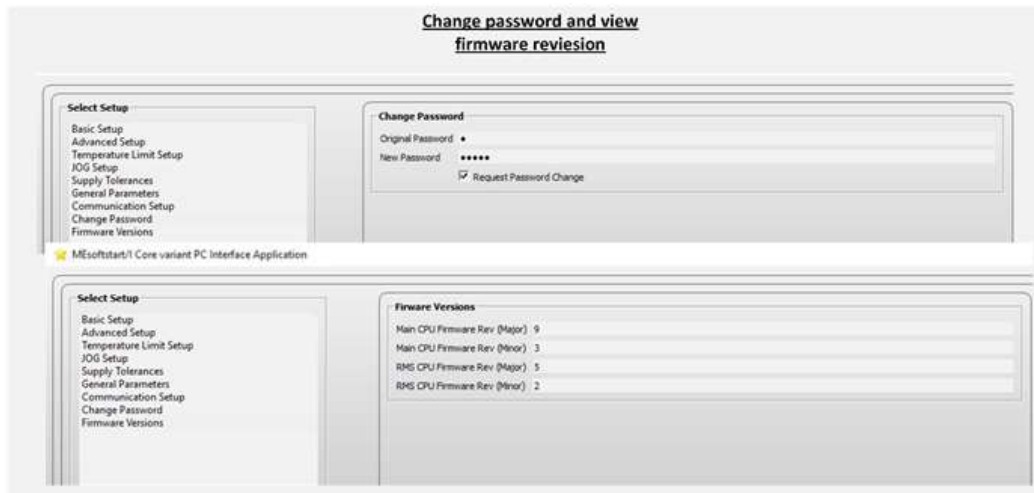 Change password and view
firmware reviesion
Select Setup
Basic Setup
Advanced Setup
Temperature Limit Setup
JOG Setup
Supply Tolerances
General Parameters
Communication Setup
Change Password
Firmware Versions
Change Password
Original Password •
New Password •••••
Request Password Change
MEsoftstart/I Core variant PC Interface Application
Select Setup
Basic Setup
Advanced Setup
Temperature Limit Setup
JOG Setup
Supply Tolerances
General Parameters
Communication Setup
Change Password
Firmware Versions
Firware Versions
Main CPU Firmware Rev (Major) 9
Main CPU Firmware Rev (Minor) 3
RMS CPU Firmware Rev (Major) 5
RMS CPU Firmware Rev (Minor) 2